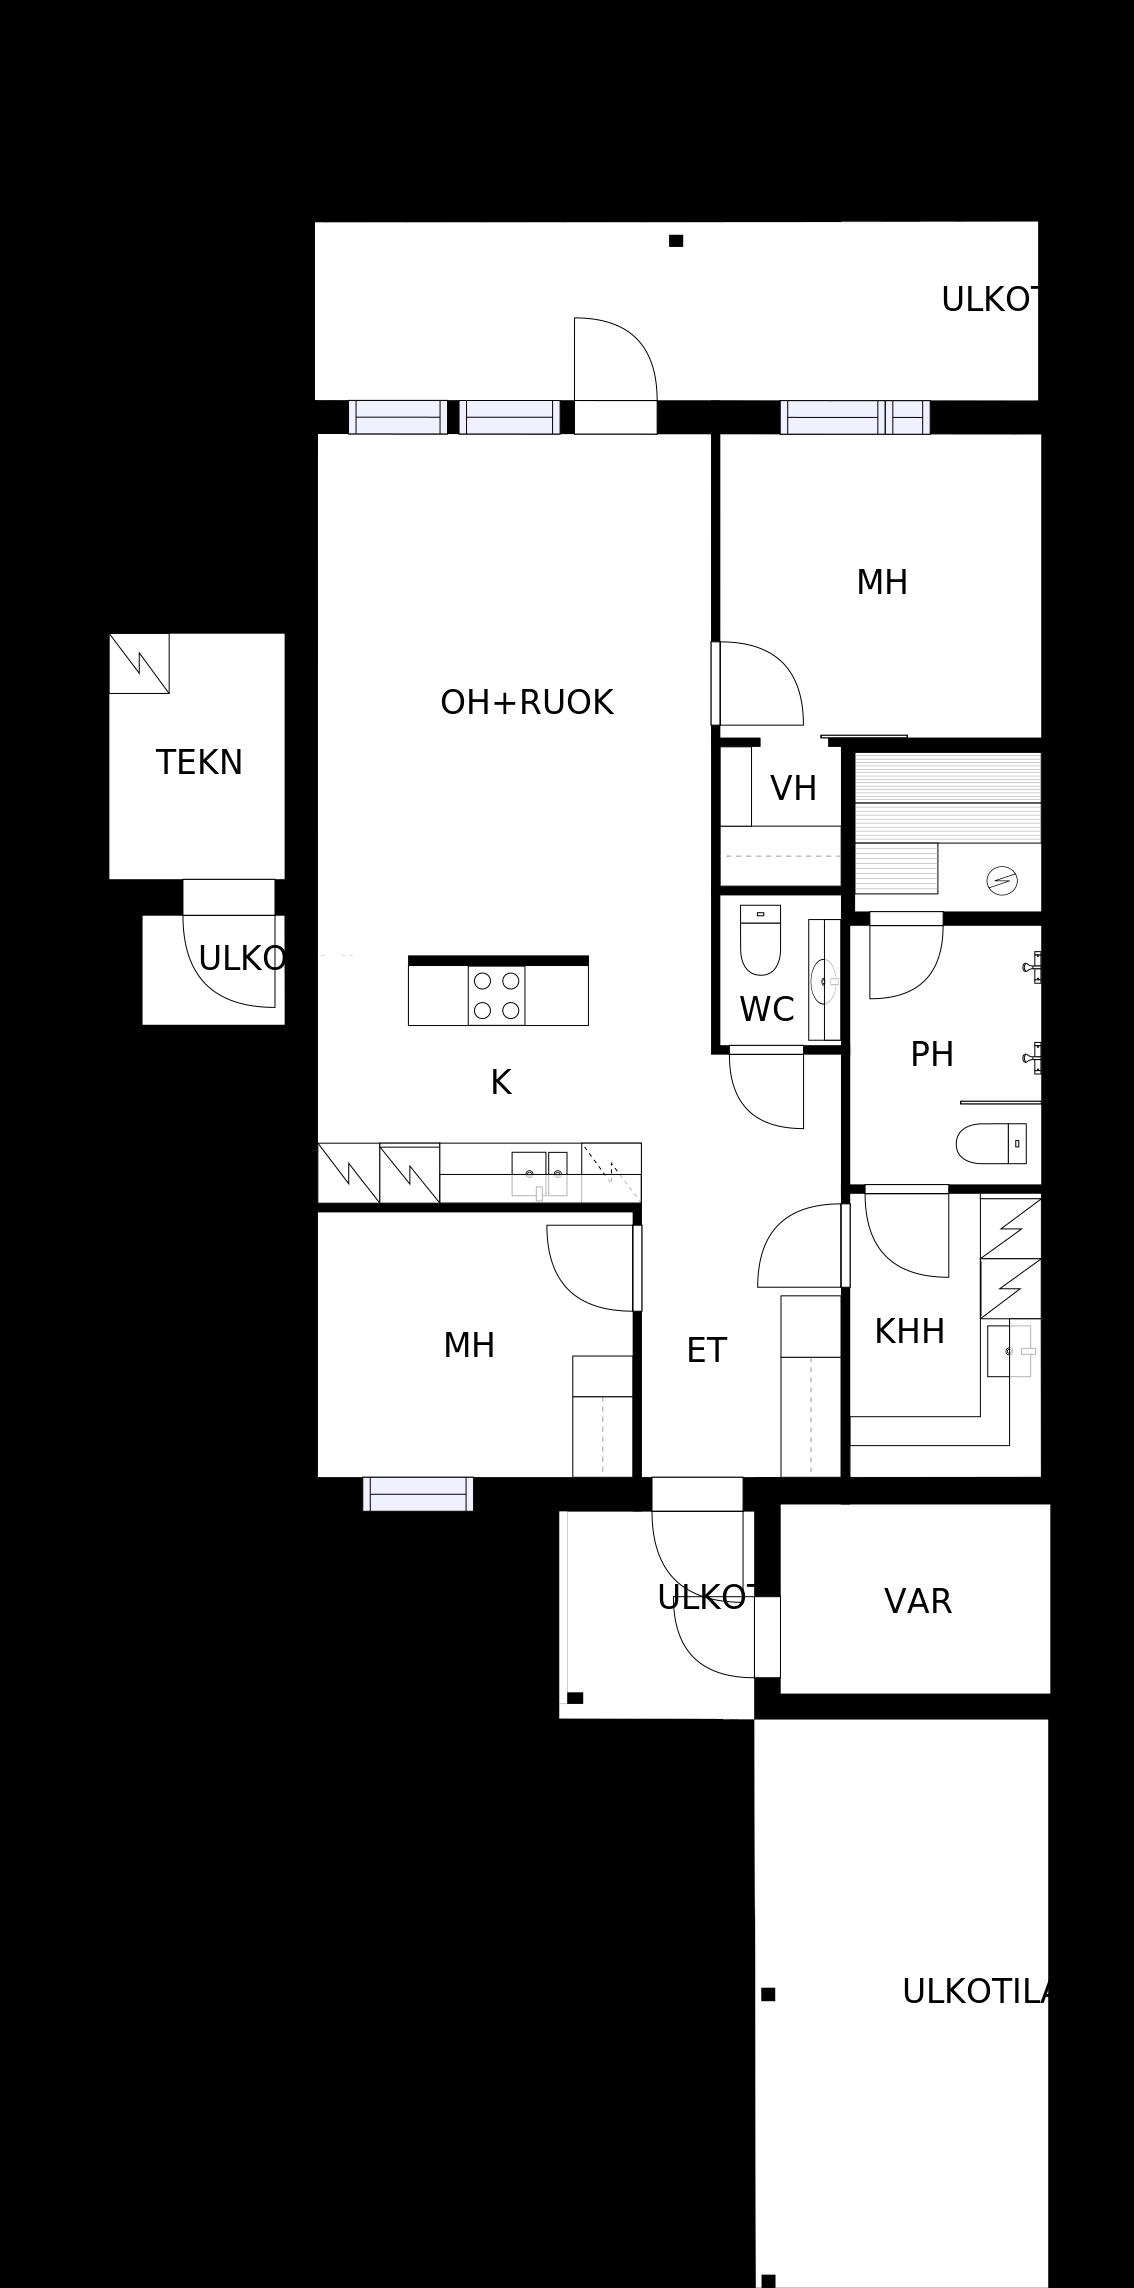 ULKOT
MH
OH+RUOK
TEKN
VH
ULKO
WC
PH
K
KHH
MH
ET
ULKOT
VAR
ULKOTILA